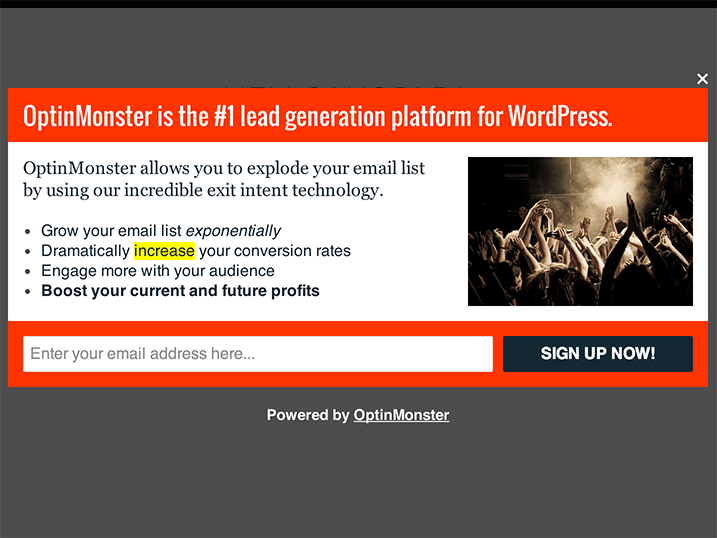 OptinMonster is the #1 lead generation platform for WordPress.
OptinMonster allows you to explode your email list
by using our incredible exit intent technology.
Grow your email list exponentially
Dramatically increase your conversion rates
Engage more with your audience
Boost your current and future profits
Enter your email address here...
SIGN UP NOW!
Powered by OptinMonster